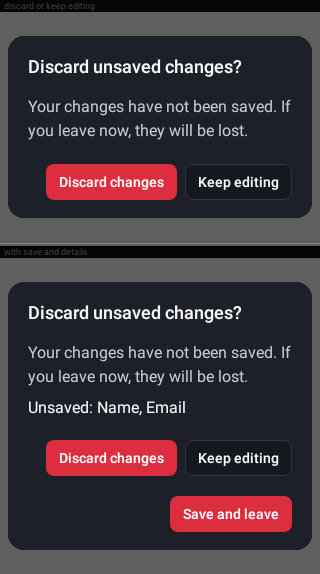 discard or keep editing
Discard unsaved changes?
Your changes have not been saved. If
you leave now, they will be lost.
Discard changes
Keep editing
with save and details
Discard unsaved changes?
Your changes have not been saved. If
you leave now, they will be lost.
Unsaved: Name, Email
Discard changes
Keep editing
Save and leave